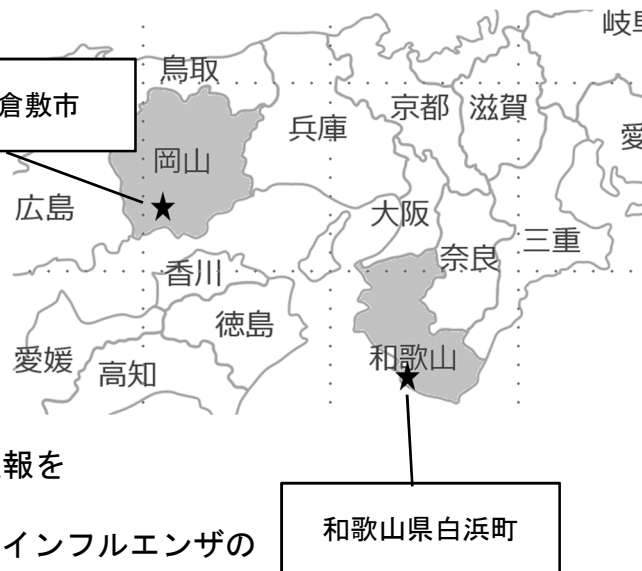 岐阜
鳥取
倉敷市
京都
滋賀
兵庫
愛
岡山
広島
大阪
奈良
三重
香川
徳島
愛媛
高知
和歌山
報を
インフルエンザの
和歌山県白浜町